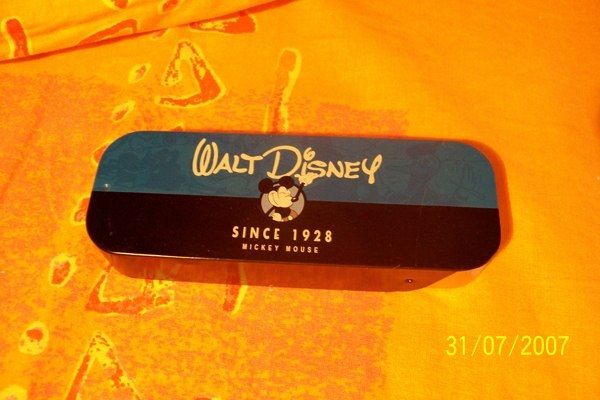 WALT DISNEY
SINCE 1928
MICKEY MOUSE
31/07/2007